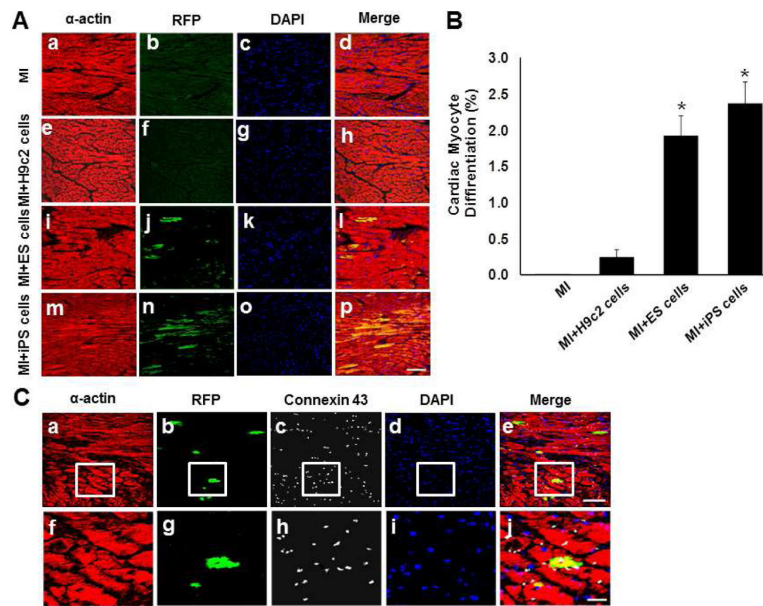 A
α-actin RFP DAPI Merge
MI
a b c d
MI+H9c2 cells
e f g h
MI+ES cells
i j k l
MI+iPS cells
m n o p
B
Cardiac Myocyte
Diffirentiation (%)
3.0
2.5
2.0
1.5
1.0
0.5
0.0
* *
MI MI+H9c2 cells MI+ES cells MI+iPS cells
C
α-actin RFP Connexin 43 DAPI Merge
a b c d e
f g h i j